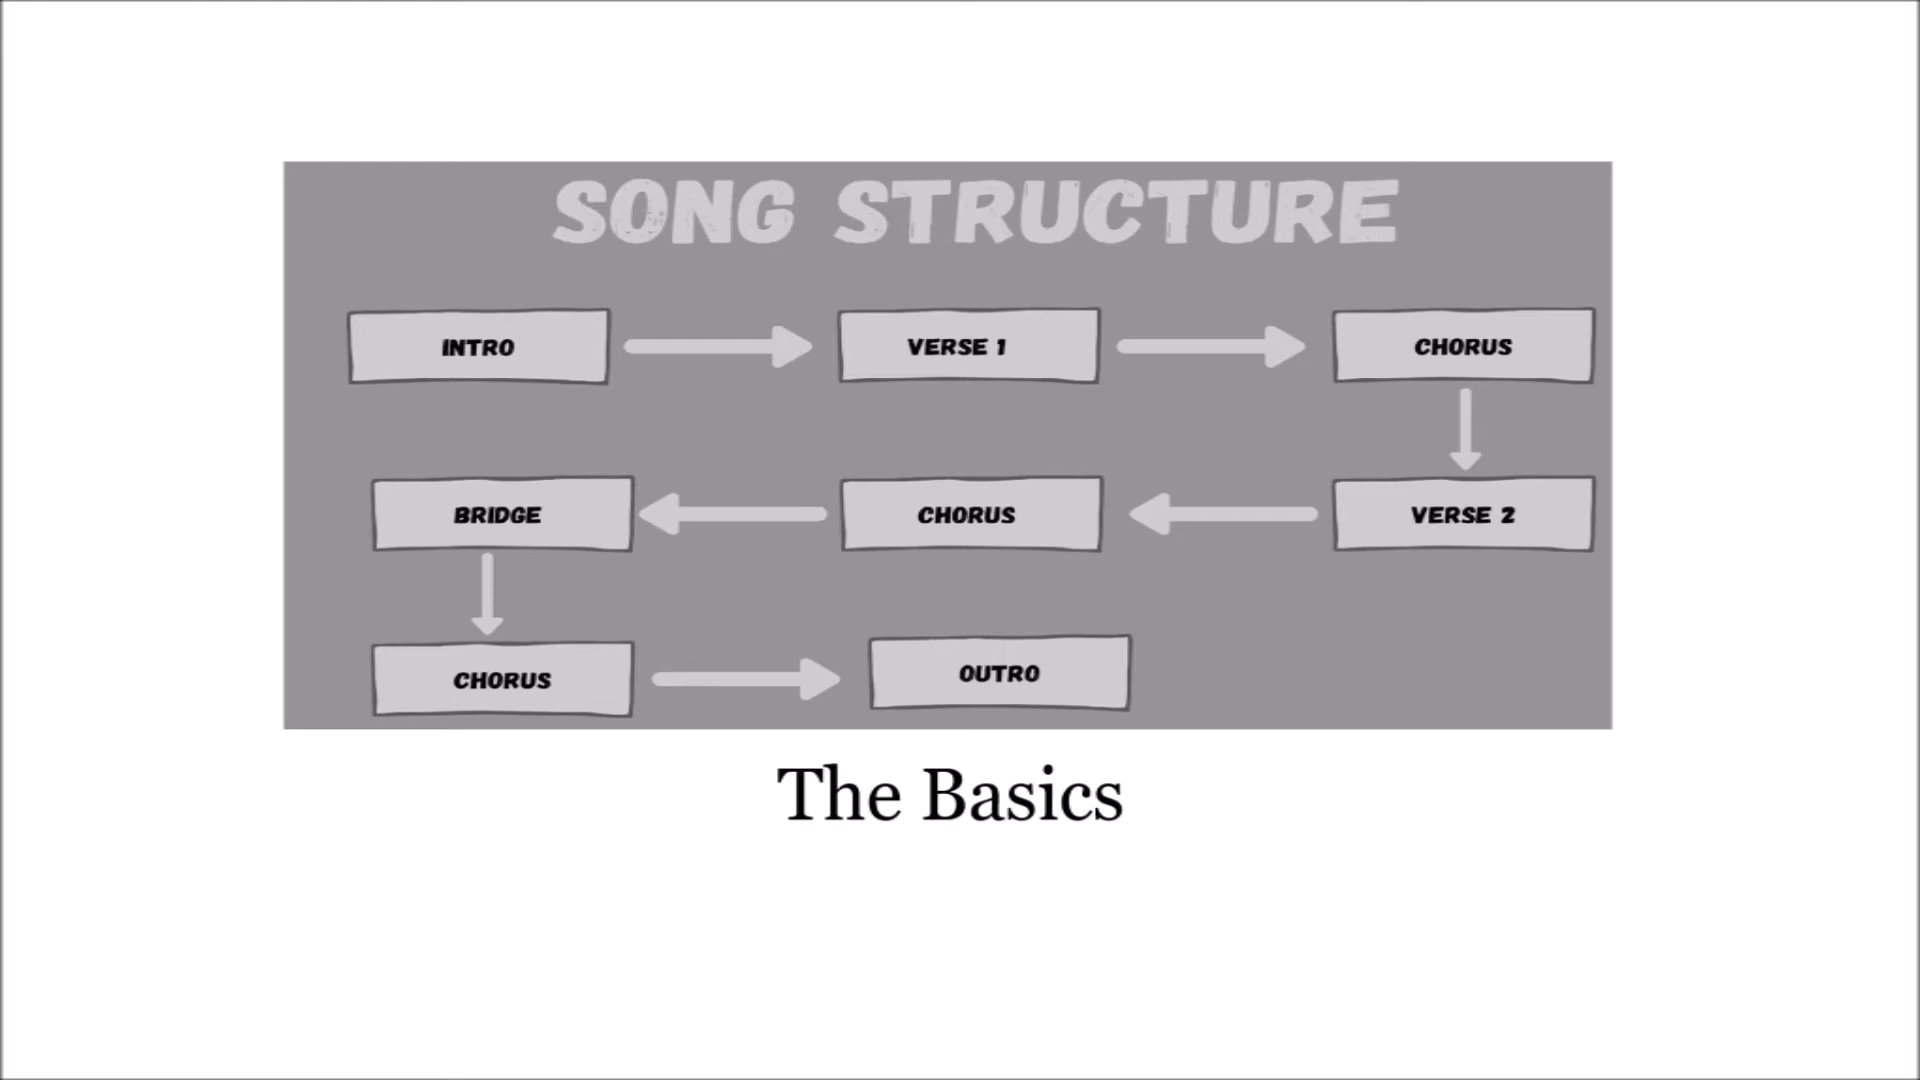 SONG STRUCTURE
INTRO
VERSE 1
CHORUS
BRIDGE
CHORUS
VERSE 2
CHORUS
OUTRO
The Basics